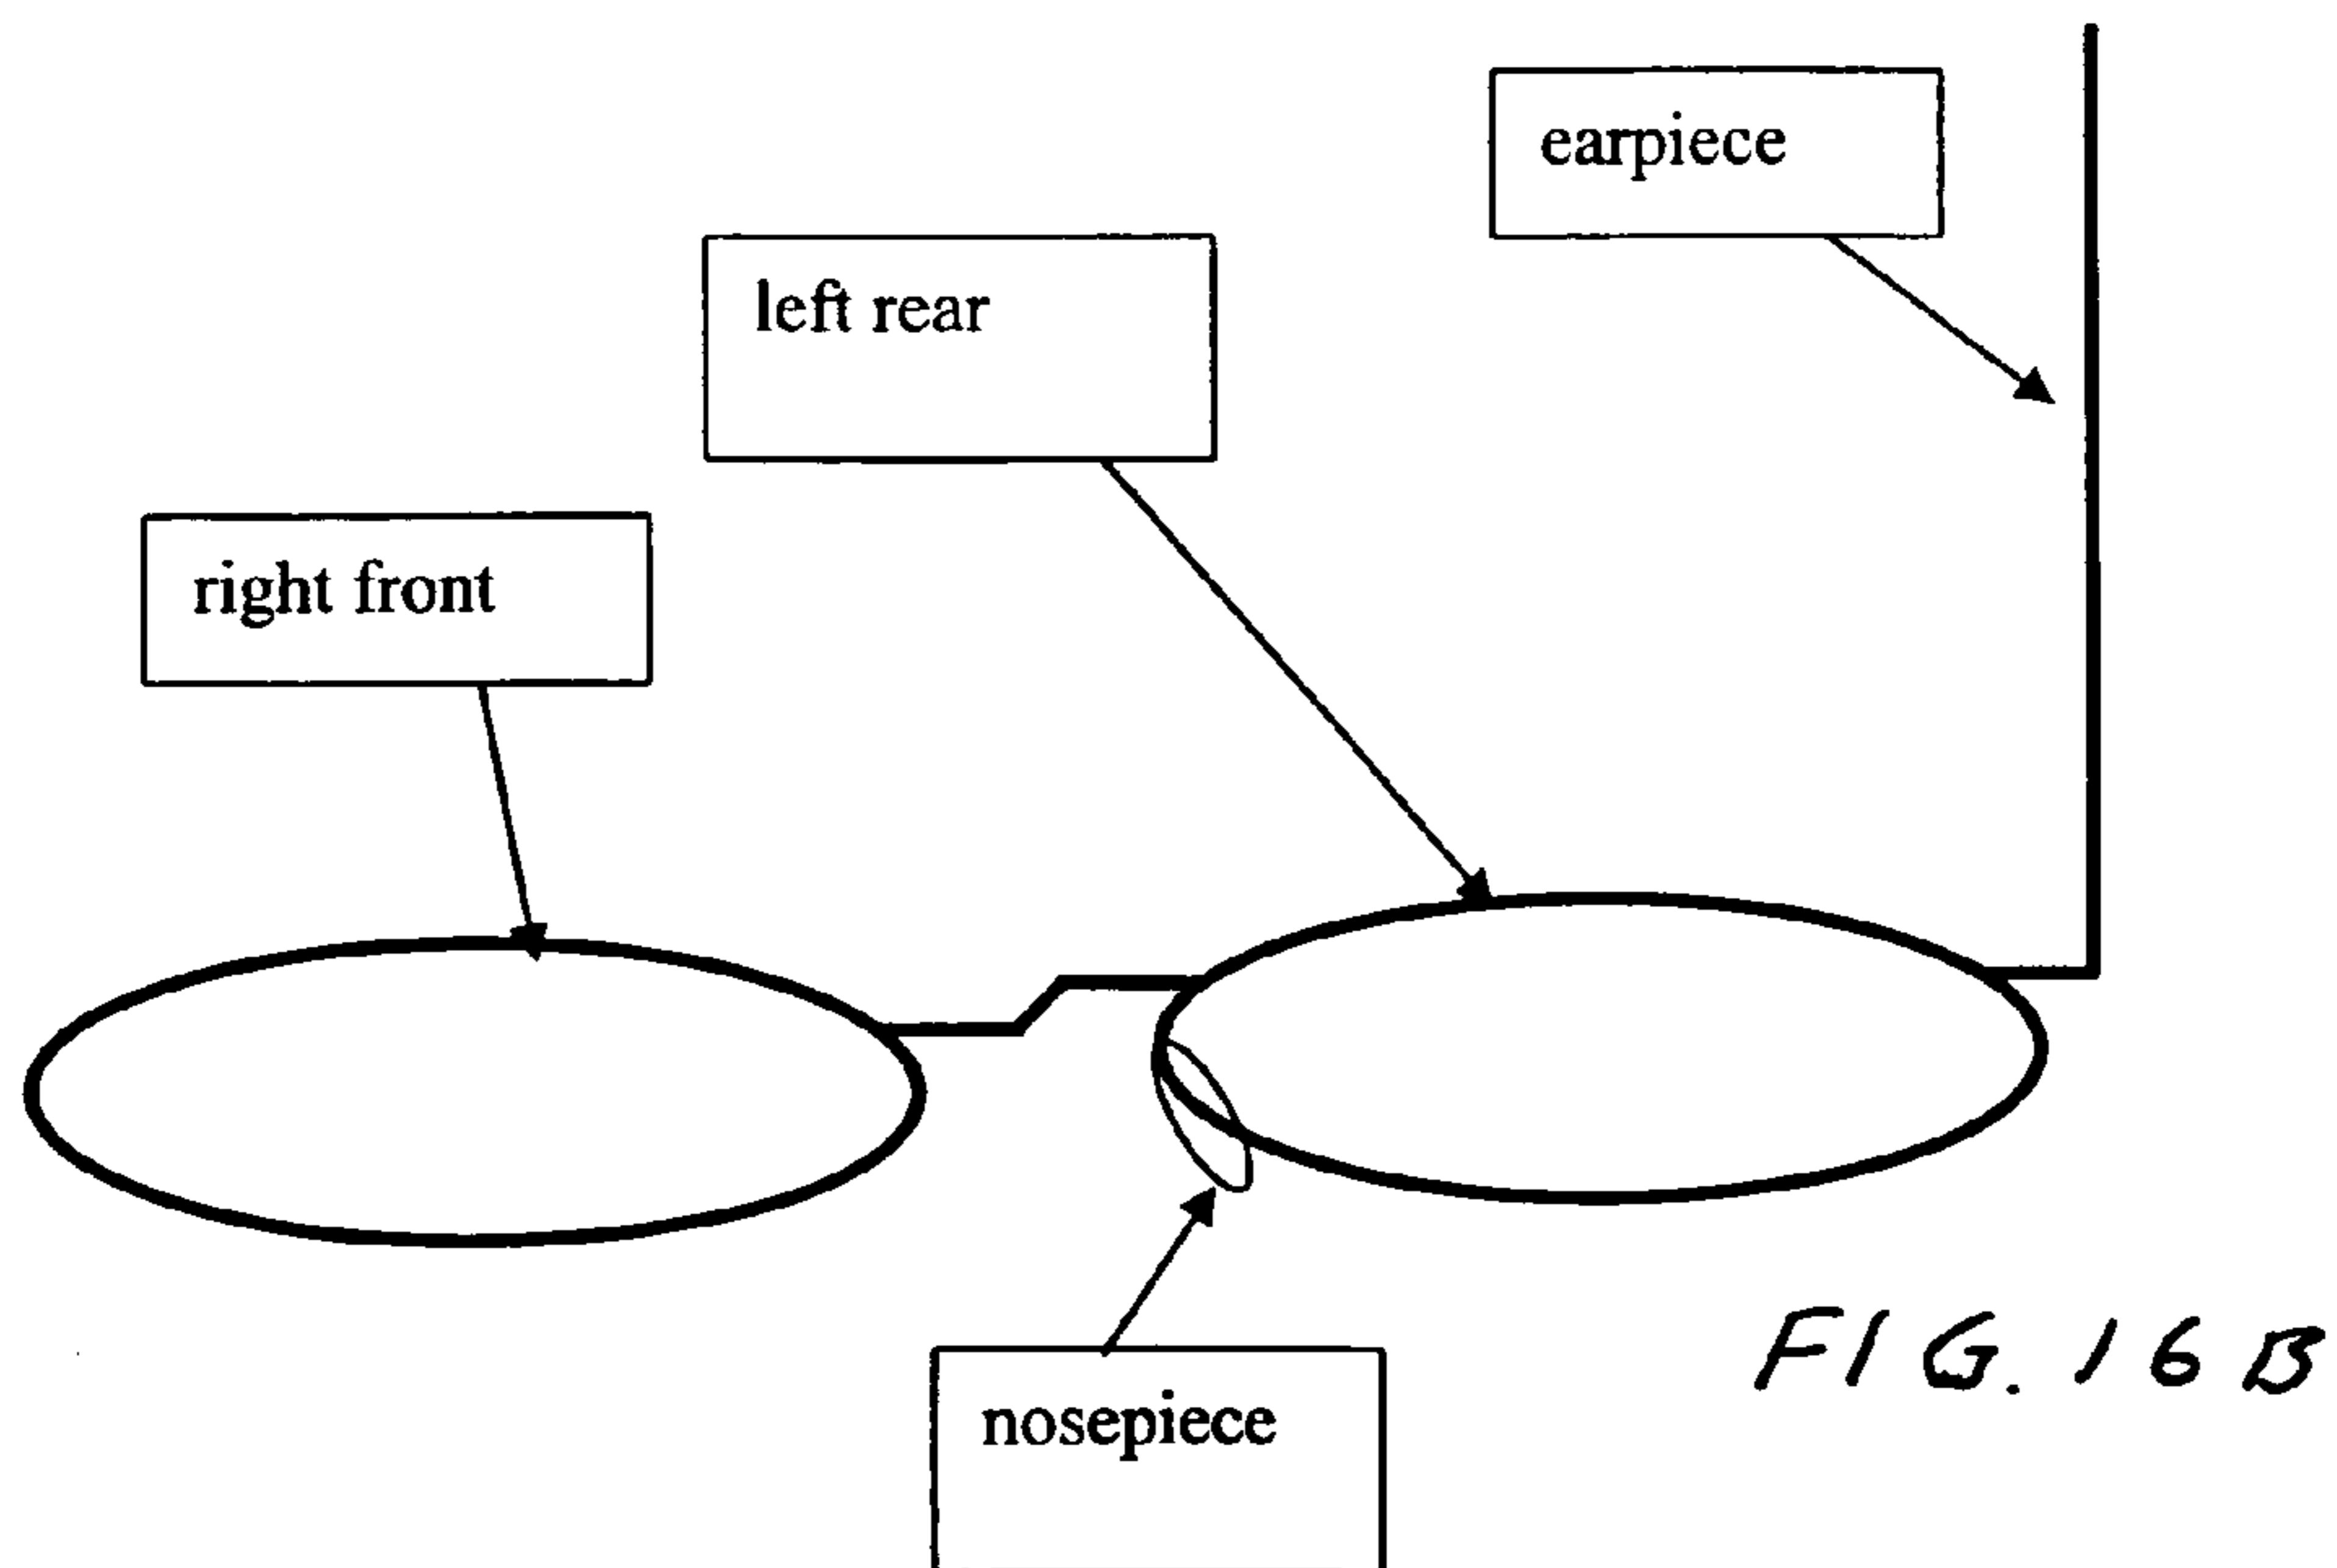 earpiece
left rear
right front
nosepiece
FIG. 16B